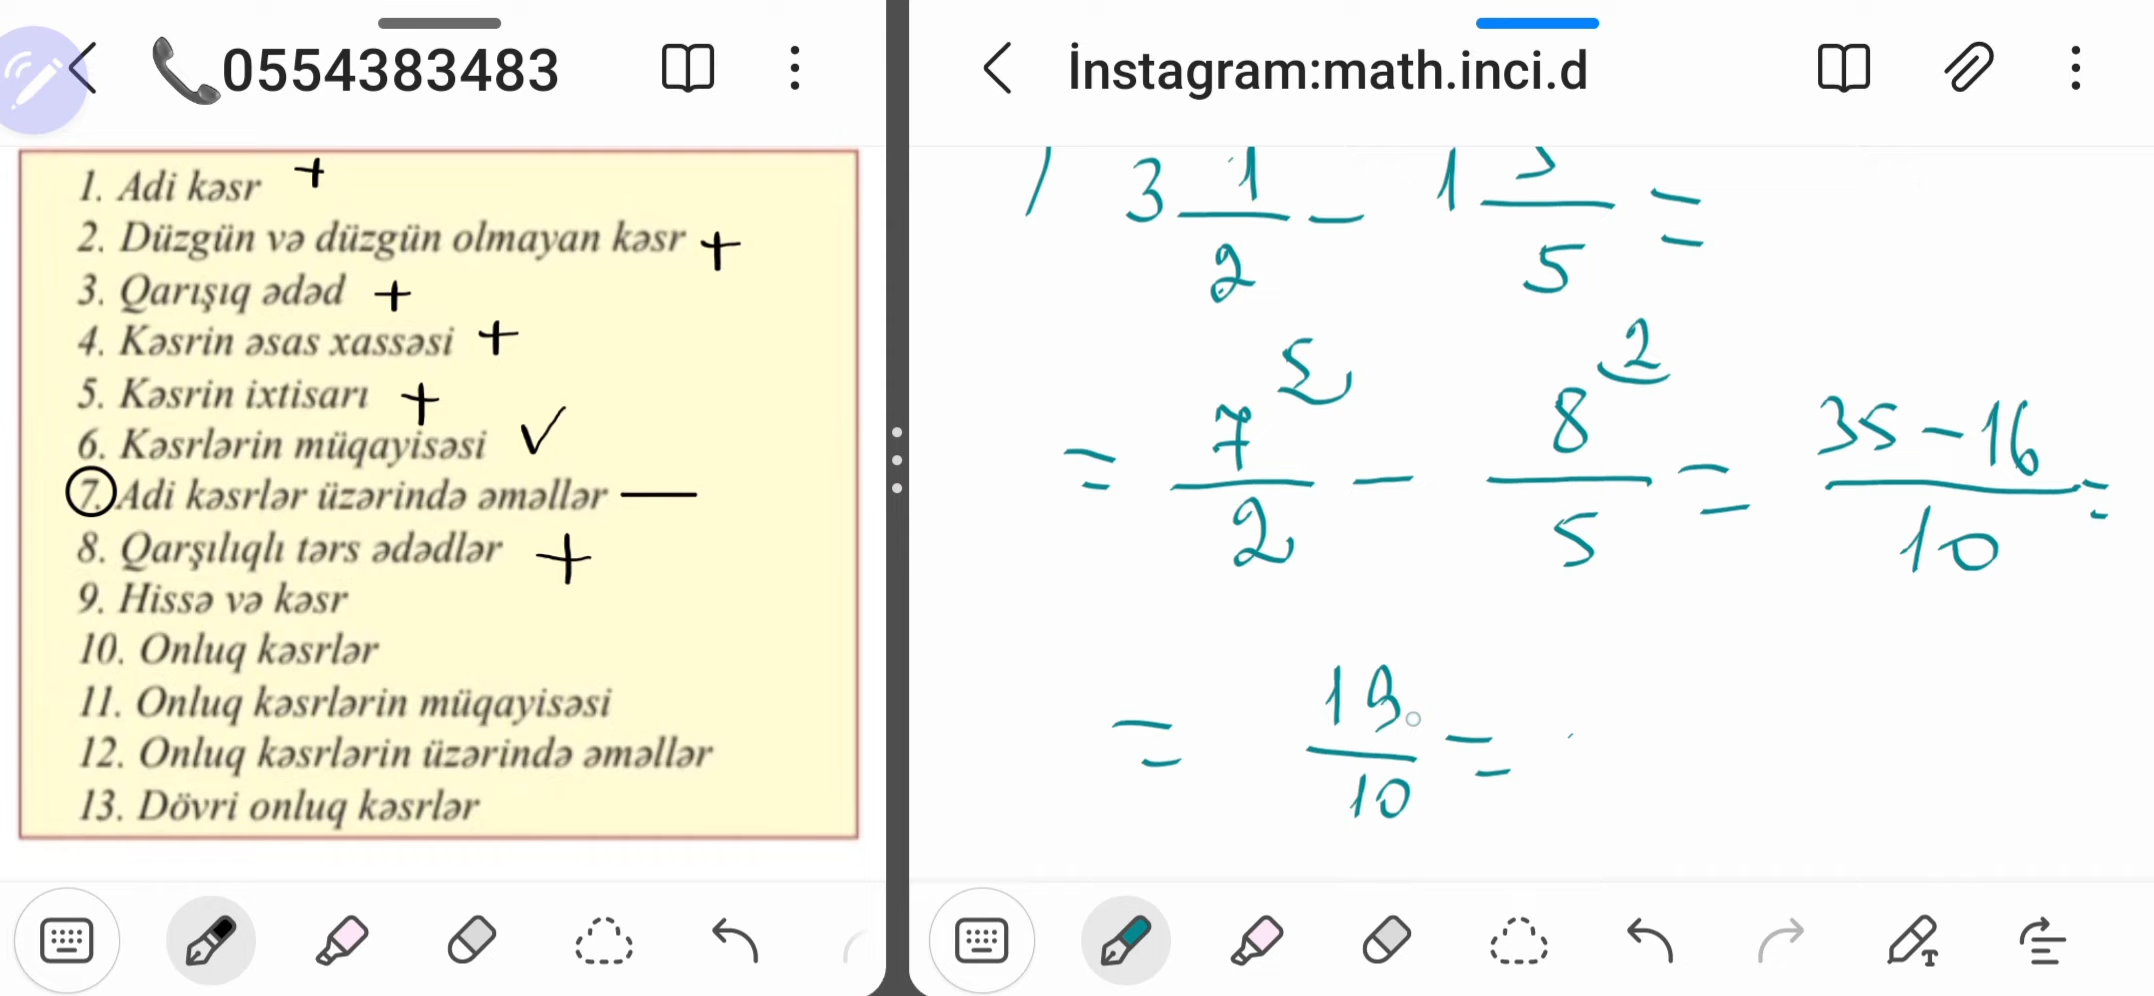 0554383483
1. Adi kəsr +
2. Düzgün və düzgün olmayan kəsr +
3. Qarışıq ədəd +
4. Kəsrin əsas xassəsi +
5. Kəsrin ixtisarı +
6. Kəsrlərin müqayisəsi ✓
7. Adi kəsrlər üzərində əməllər —
8. Qarşılıqlı tərs ədədlər +
9. Hissə və kəsr
10. Onluq kəsrlər
11. Onluq kəsrlərin müqayisəsi
12. Onluq kəsrlərin üzərində əməllər
13. Dövri onluq kəsrlər
İnstagram:math.inci.d
) 3 1/2 - 1 3/5 =
5 2
= 7/2 - 8/5 = 35-16/10 =
= 19/10 =